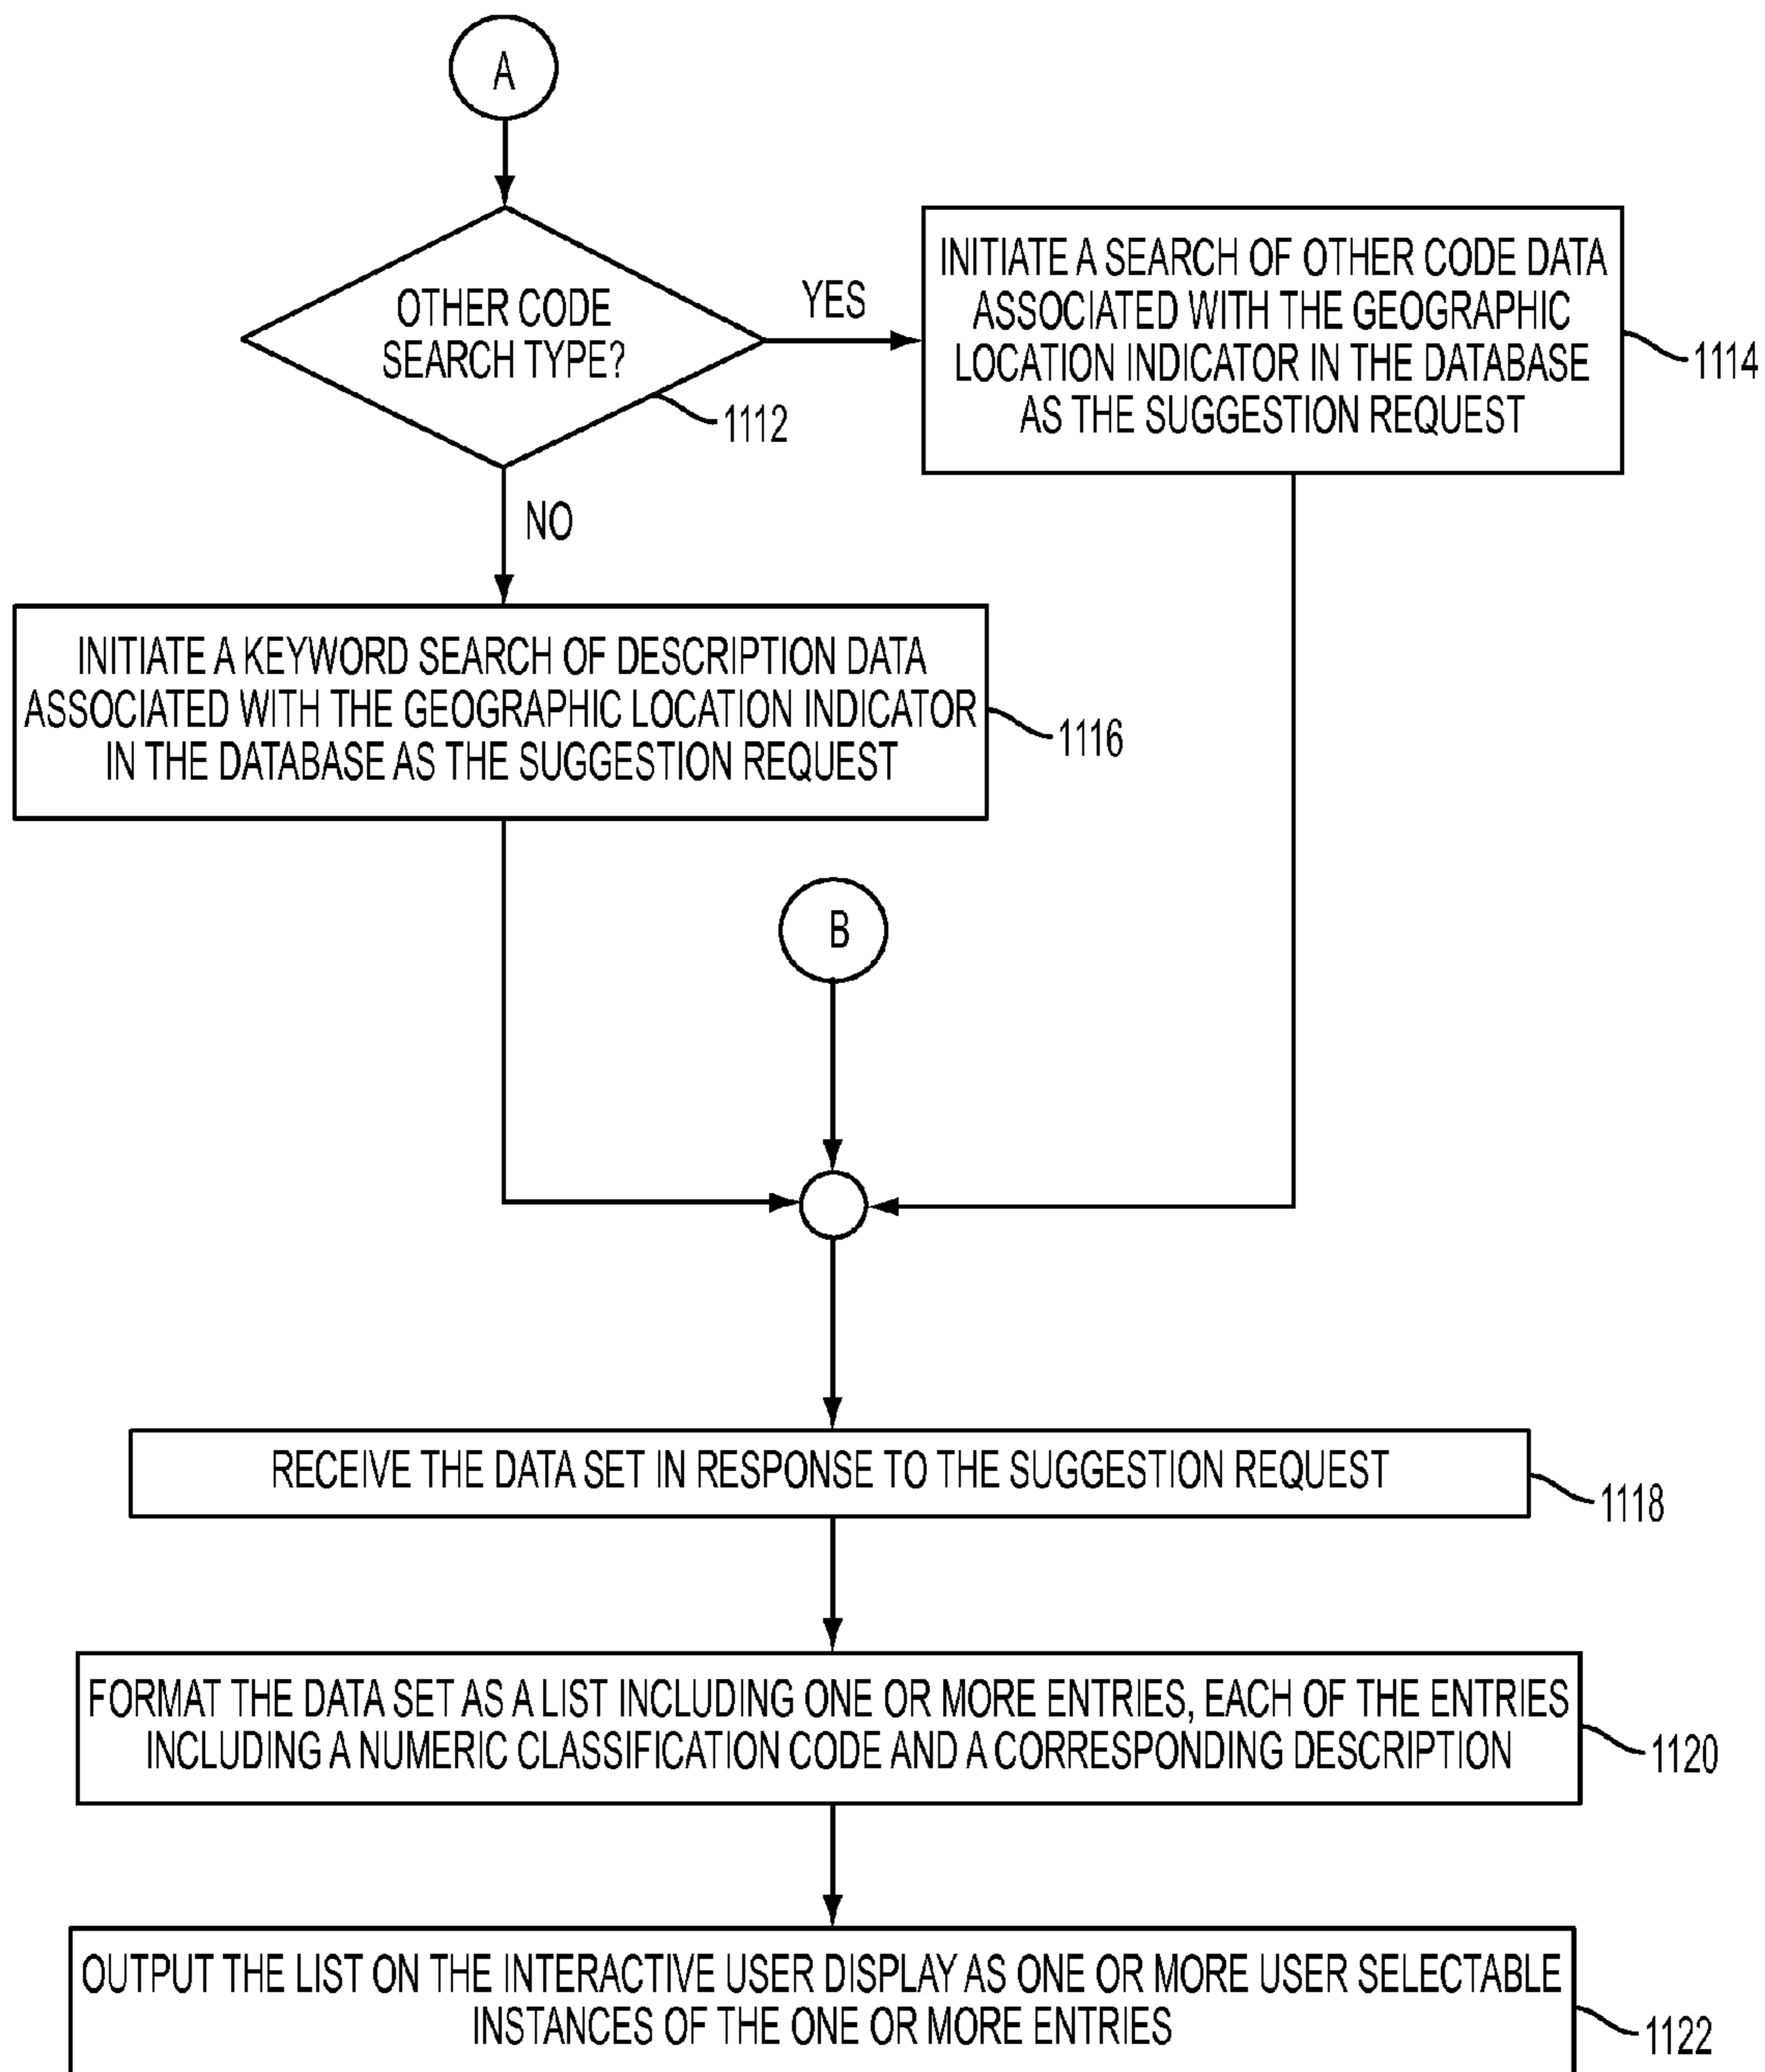 A
OTHER CODE
SEARCH TYPE?
1112
YES
INITIATE A SEARCH OF OTHER CODE DATA
ASSOCIATED WITH THE GEOGRAPHIC
LOCATION INDICATOR IN THE DATABASE
AS THE SUGGESTION REQUEST
1114
NO
INITIATE A KEYWORD SEARCH OF DESCRIPTION DATA
ASSOCIATED WITH THE GEOGRAPHIC LOCATION INDICATOR
IN THE DATABASE AS THE SUGGESTION REQUEST
1116
B
RECEIVE THE DATA SET IN RESPONSE TO THE SUGGESTION REQUEST
1118
FORMAT THE DATA SET AS A LIST INCLUDING ONE OR MORE ENTRIES, EACH OF THE ENTRIES
INCLUDING A NUMERIC CLASSIFICATION CODE AND A CORRESPONDING DESCRIPTION
1120
OUTPUT THE LIST ON THE INTERACTIVE USER DISPLAY AS ONE OR MORE USER SELECTABLE
INSTANCES OF THE ONE OR MORE ENTRIES
1122